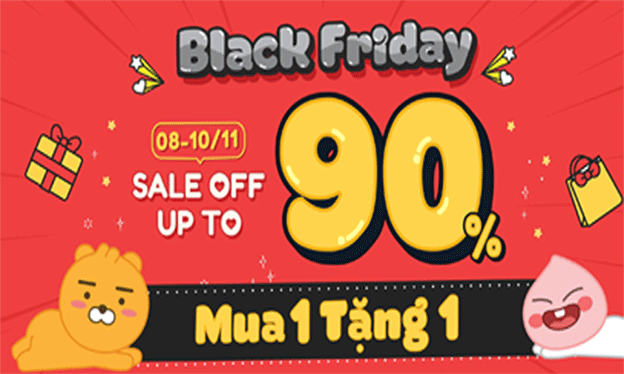 Black Friday
08-10/11
SALE OFF
UP TO
90%
Mua 1 Tặng 1